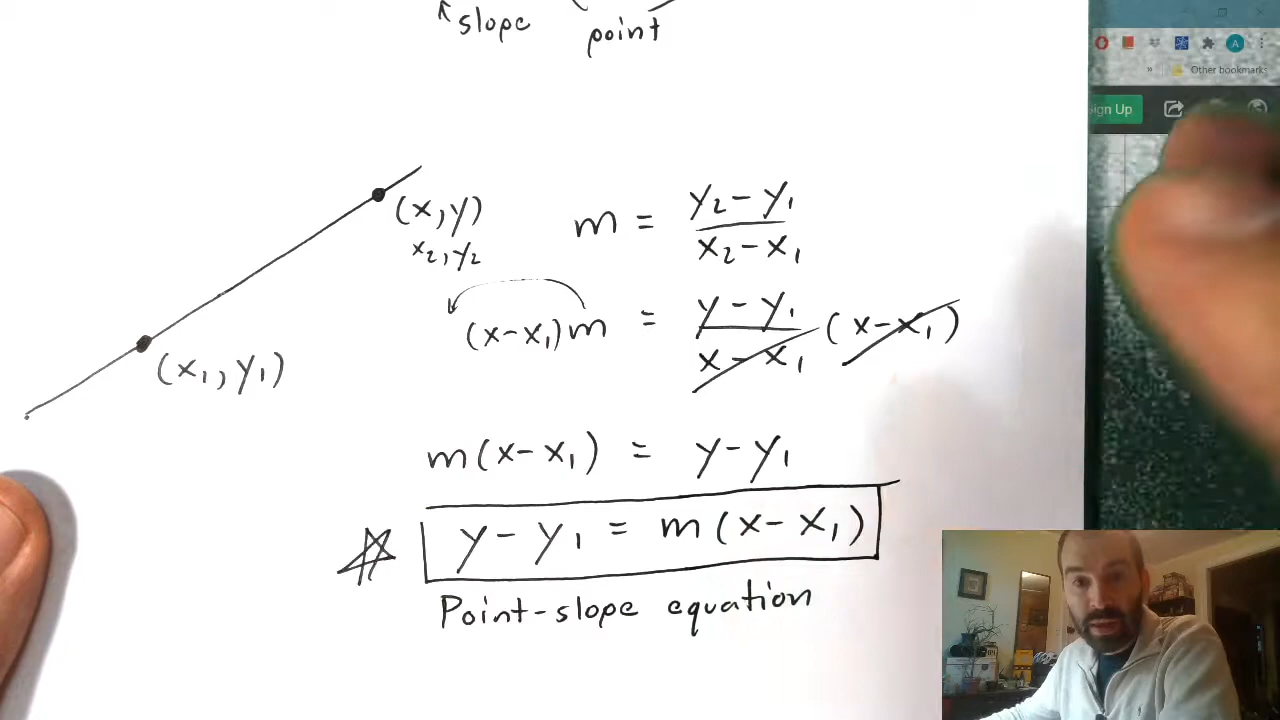 slope point
Other bookmarks
Sign Up
(x, y)
x₂, y₂
(x₁, y₁)
m = y₂ - y₁ / x₂ - x₁
(x - x₁)m = y - y₁ / x - x₁ (x - x₁)
m(x - x₁) = y - y₁
y - y₁ = m(x - x₁)
Point-slope equation